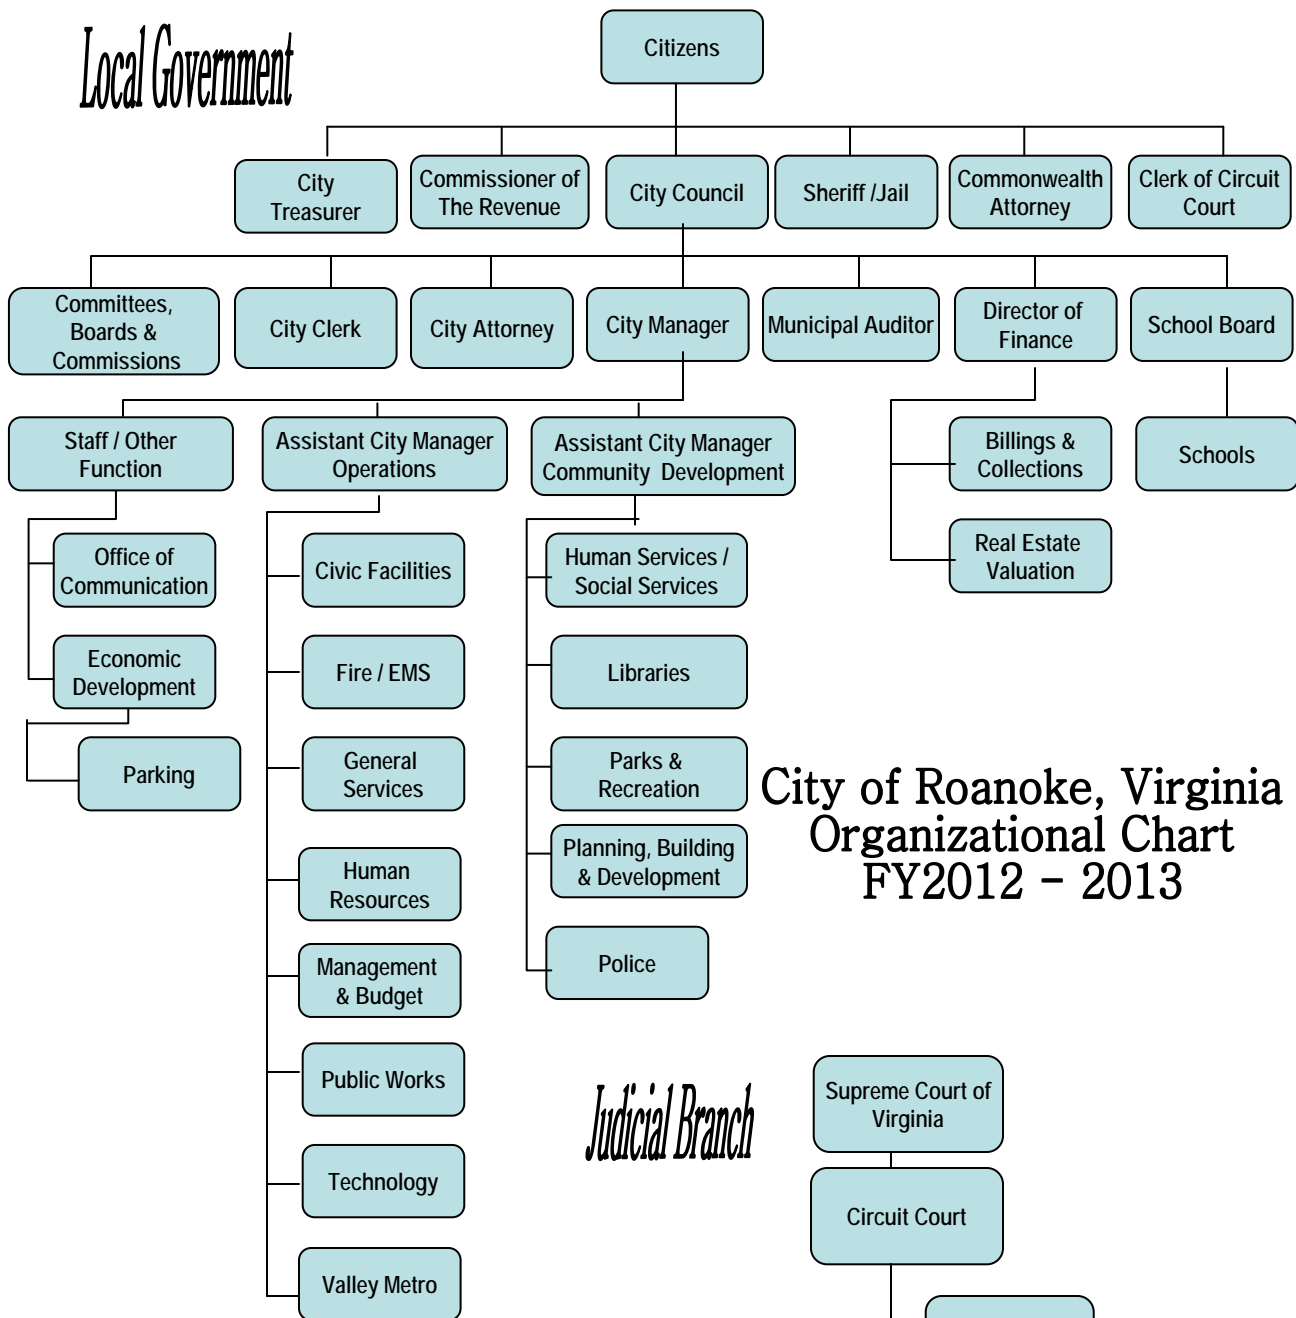 Local Government
Citizens
City
Treasurer
Commissioner of
The Revenue
City Council
Sheriff /Jail
Commonwealth
Attorney
Clerk of Circuit
Court
Committees,
Boards &
Commissions
City Clerk
City Attorney
City Manager
Municipal Auditor
Director of
Finance
School Board
Staff / Other
Function
Assistant City Manager
Operations
Assistant City Manager
Community Development
Billings &
Collections
Schools
Office of
Communication
Civic Facilities
Human Services /
Social Services
Real Estate
Valuation
Economic
Development
Fire / EMS
Libraries
Parking
General
Services
Parks &
Recreation
City of Roanoke, Virginia
Organizational Chart
FY2012 - 2013
Human
Resources
Planning, Building
& Development
Management
& Budget
Police
Public Works
Technology
Valley Metro
Judicial Branch
Supreme Court of
Virginia
Circuit Court